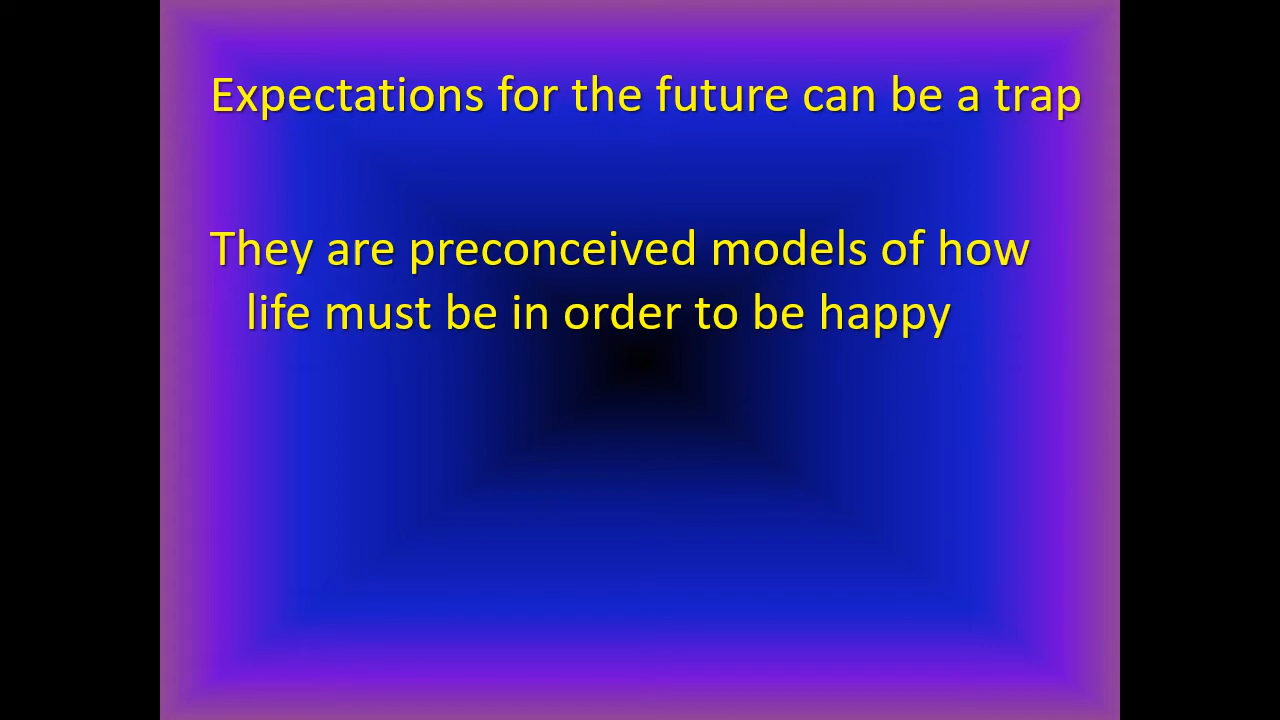 Expectations for the future can be a trap
They are preconceived models of how
life must be in order to be happy